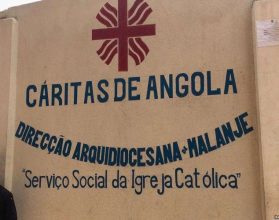 CÁRITAS DE ANGOLA
DIRECÇÃO ARQUIDIOCESANA - MALANJE
"Serviço Social da Igreja Católica"